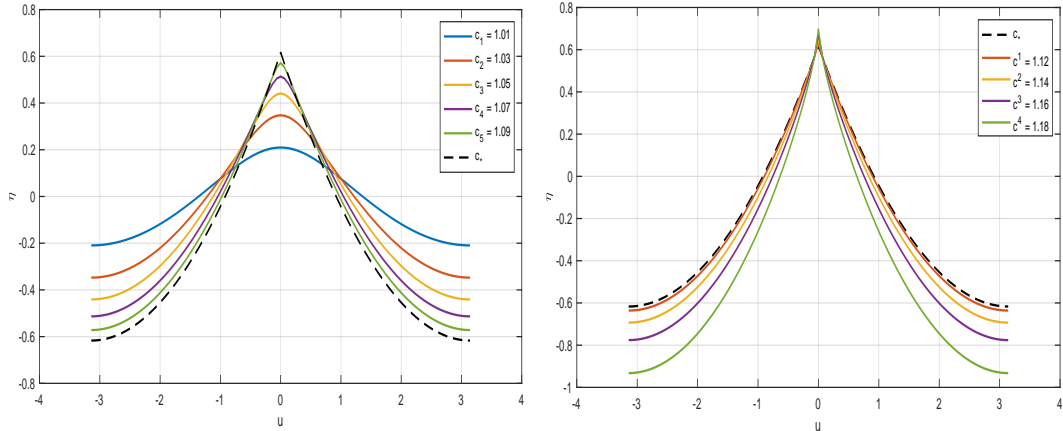 0.8
0.6
0.4
0.2
0
-0.2
-0.4
-0.6
-0.8
η
-4
-3
-2
-1
0
1
2
3
4
u
c₁ = 1.01
c₂ = 1.03
c₃ = 1.05
c₄ = 1.07
c₅ = 1.09
c*
0.8
0.6
0.4
0.2
0
-0.2
-0.4
-0.6
-0.8
-1
η
-4
-3
-2
-1
0
1
2
3
4
u
c*
c¹ = 1.12
c² = 1.14
c³ = 1.16
c⁴ = 1.18